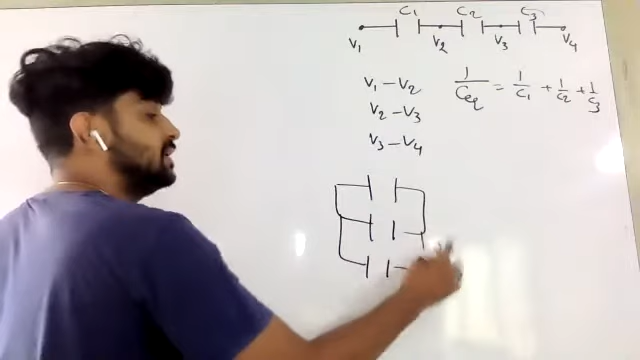 C1 C2 C3
V1 V2 V3 V4
V1 - V2
1/Ceq = 1/C1 + 1/C2 + 1/C3
V2 - V3
V3 - V4